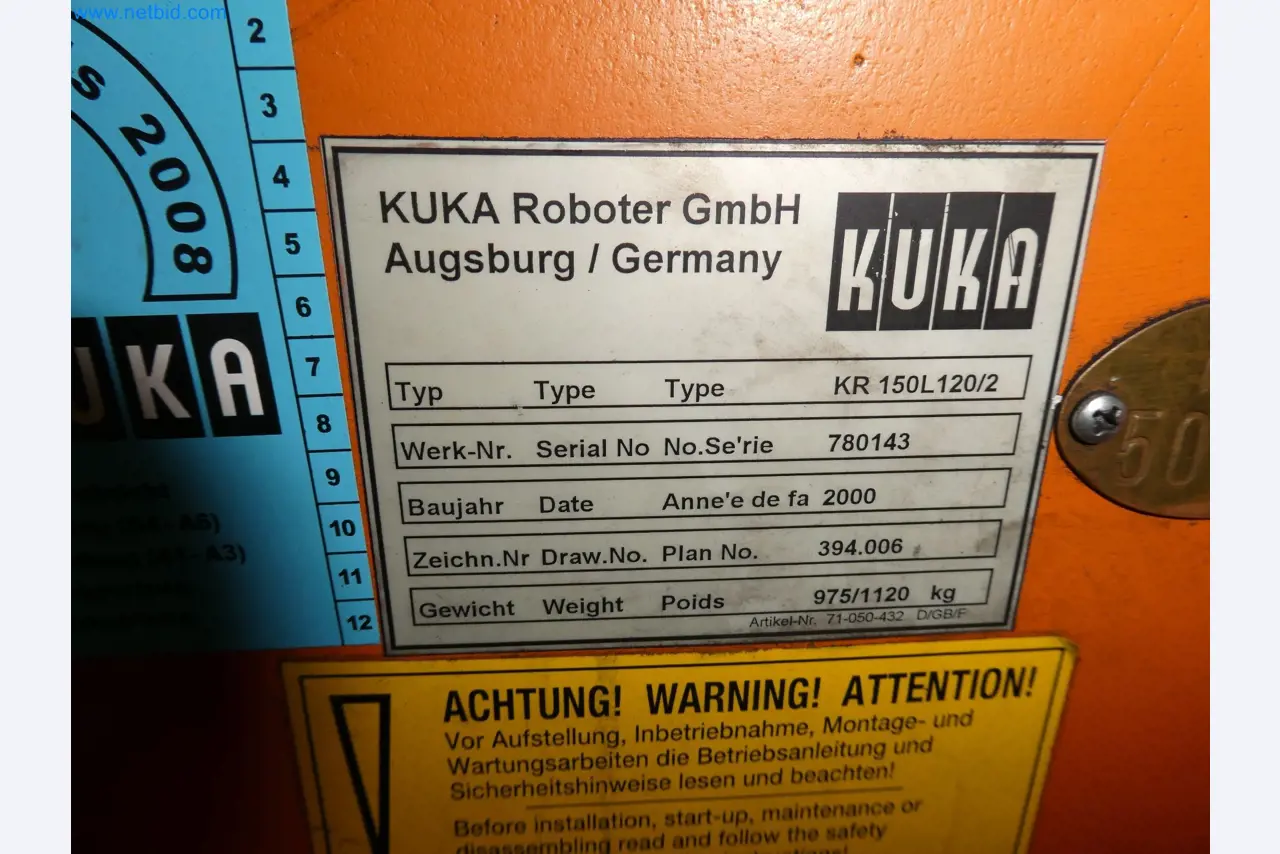 www.netbid.com
s 2008
2
3
4
5
6
7
8
9
10
11
12
UKA
A6)
A3)
KUKA Roboter GmbH
Augsburg / Germany
KUKA
Typ Type Type KR 150L120/2
Werk-Nr. Serial No No.Se'rie 780143
Baujahr Date Anne'e de fa 2000
Zeichn.Nr Draw.No. Plan No. 394.006
Gewicht Weight Poids 975/1120 kg
Artikel-Nr. 71-050-432 D/GB/F
50
ACHTUNG! WARNING! ATTENTION!
Vor Aufstellung, Inbetriebnahme, Montage- und
Wartungsarbeiten die Betriebsanleitung und
Sicherheitshinweise lesen und beachten!
Before installation, start-up, maintenance or
disassembling read and follow the safety